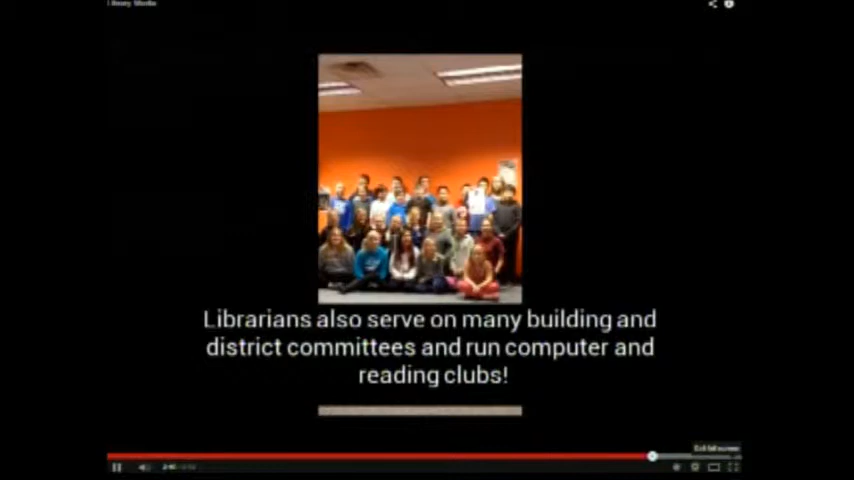 Librarians also serve on many building and
district committees and run computer and
reading clubs!